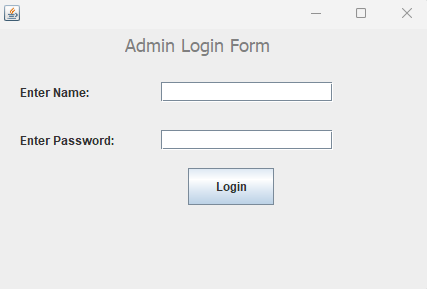 Admin Login Form
Enter Name:
Enter Password:
Login